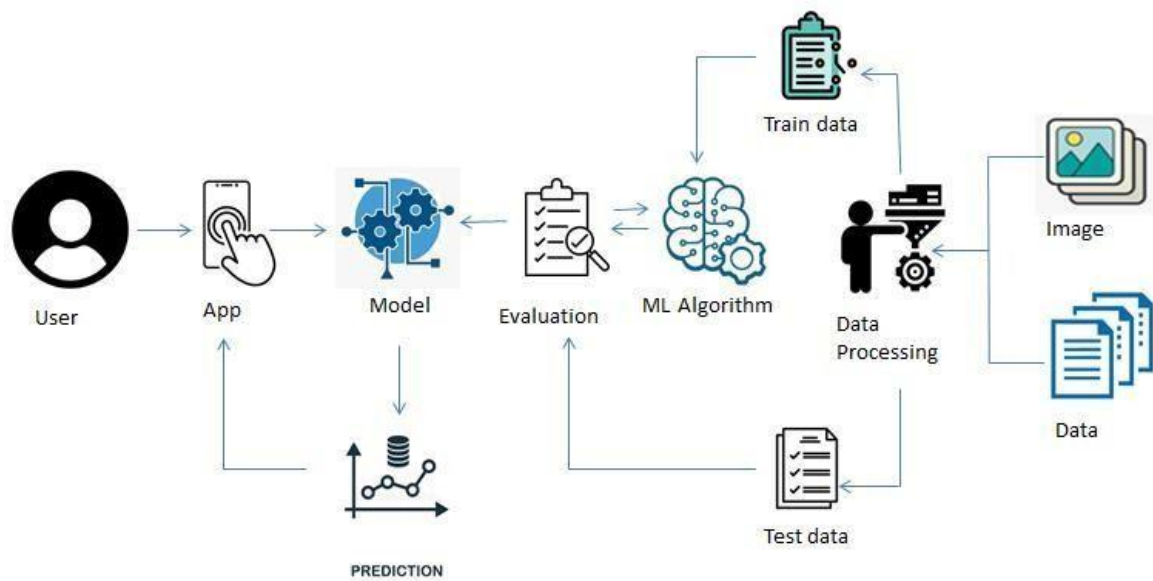 Train data
Image
User
App
Model
Evaluation
ML Algorithm
Data
Processing
Data
Test data
PREDICTION